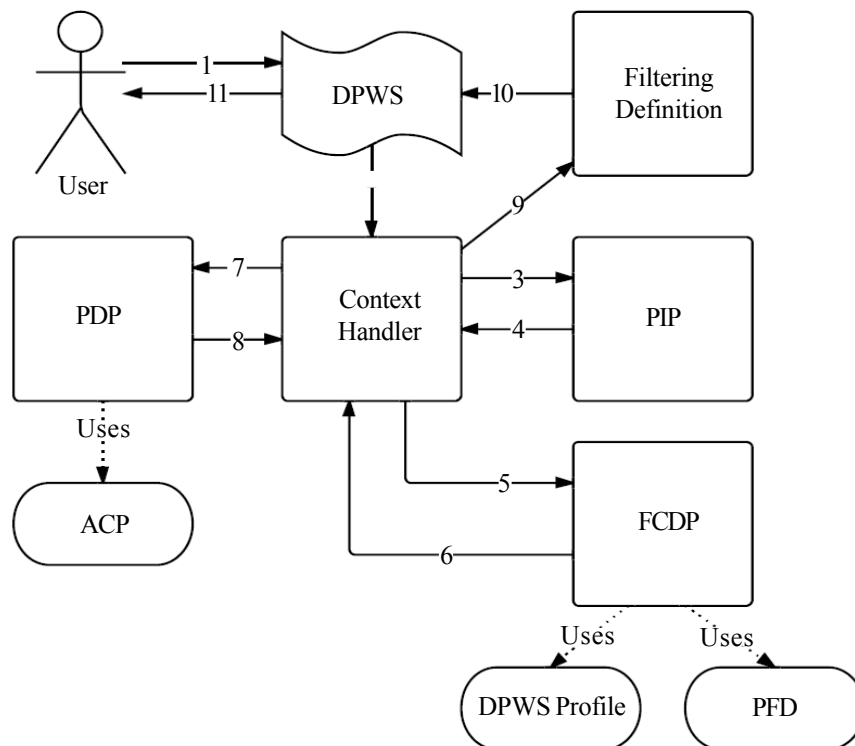 1
11
DPWS
10
Filtering
Definition
User
9
7
3
PDP
Context
Handler
PIP
8
4
Uses
5
ACP
FCDP
6
Uses
Uses
DPWS Profile
PFD